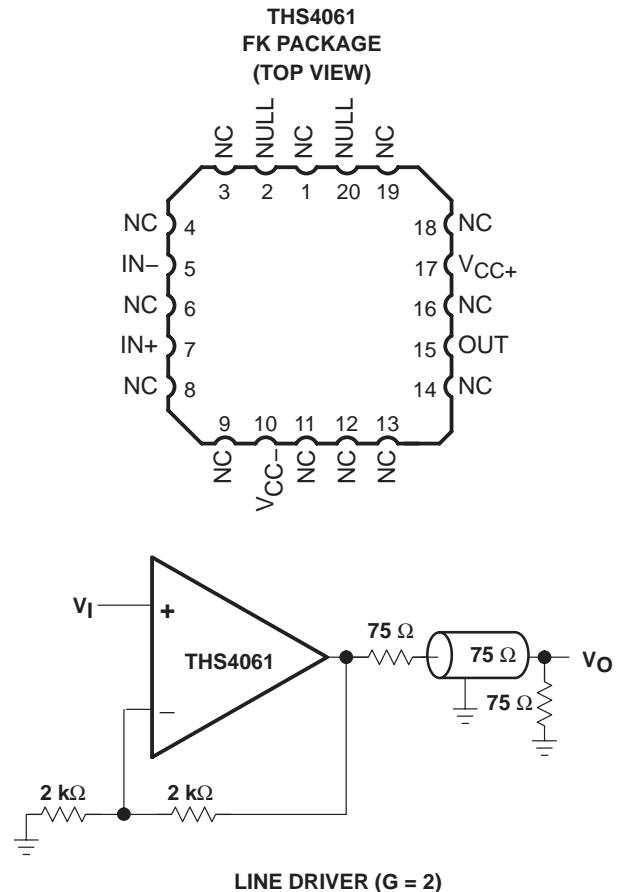 THS4061
FK PACKAGE
(TOP VIEW)
NC NULL NC NULL NC
3 2 1 20 19
NC 4 18 NC
IN– 5 17 VCC+
NC 6 16 NC
IN+ 7 15 OUT
NC 8 14 NC
9 10 11 12 13
NC VCC– NC NC NC
VI + THS4061 –
75 Ω
75 Ω
VO
75 Ω
2 kΩ 2 kΩ
LINE DRIVER (G = 2)